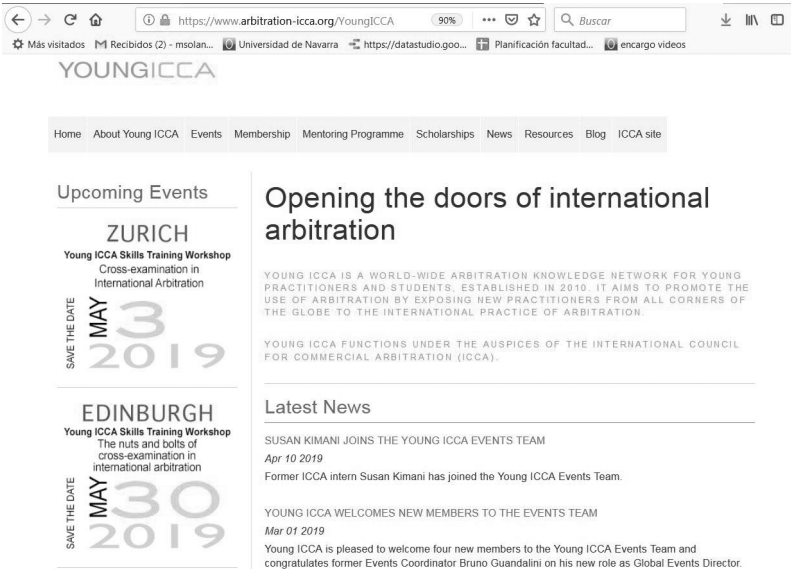 https://www.arbitration-icca.org/YoungICCA
90%
Buscar
Más visitados
Recibidos (2) - msolan...
Universidad de Navarra
https://datastudio.goo...
Planificación facultad...
encargo videos
YOUNGICCA
Home About Young ICCA Events Membership Mentoring Programme Scholarships News Resources Blog ICCA site
Upcoming Events
ZURICH
Young ICCA Skills Training Workshop
Cross-examination in
International Arbitration
SAVE THE DATE
MAY
3
2019
EDINBURGH
Young ICCA Skills Training Workshop
The nuts and bolts of
cross-examination in
international arbitration
SAVE THE DATE
MAY
30
2019
Opening the doors of international
arbitration
YOUNG ICCA IS A WORLD-WIDE ARBITRATION KNOWLEDGE NETWORK FOR YOUNG
PRACTITIONERS AND STUDENTS. ESTABLISHED IN 2010. IT AIMS TO PROMOTE THE
USE OF ARBITRATION BY EXPOSING NEW PRACTITIONERS FROM ALL CORNERS OF
THE GLOBE TO THE INTERNATIONAL PRACTICE OF ARBITRATION.
YOUNG ICCA FUNCTIONS UNDER THE AUSPICES OF THE INTERNATIONAL COUNCIL
FOR COMMERCIAL ARBITRATION (ICCA).
Latest News
SUSAN KIMANI JOINS THE YOUNG ICCA EVENTS TEAM
Apr 10 2019
Former ICCA intern Susan Kimani has joined the Young ICCA Events Team.
YOUNG ICCA WELCOMES NEW MEMBERS TO THE EVENTS TEAM
Mar 01 2019
Young ICCA is pleased to welcome four new members to the Young ICCA Events Team and
congratulates former Events Coordinator Bruno Guandalini on his new role as Global Events Director.